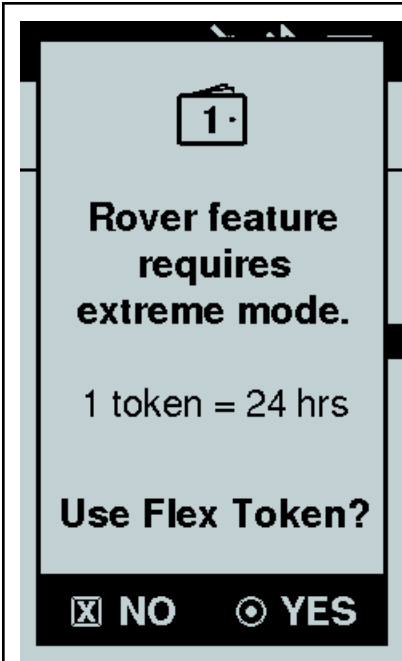 1
Rover feature
requires
extreme mode.
1 token = 24 hrs
Use Flex Token?
X NO YES